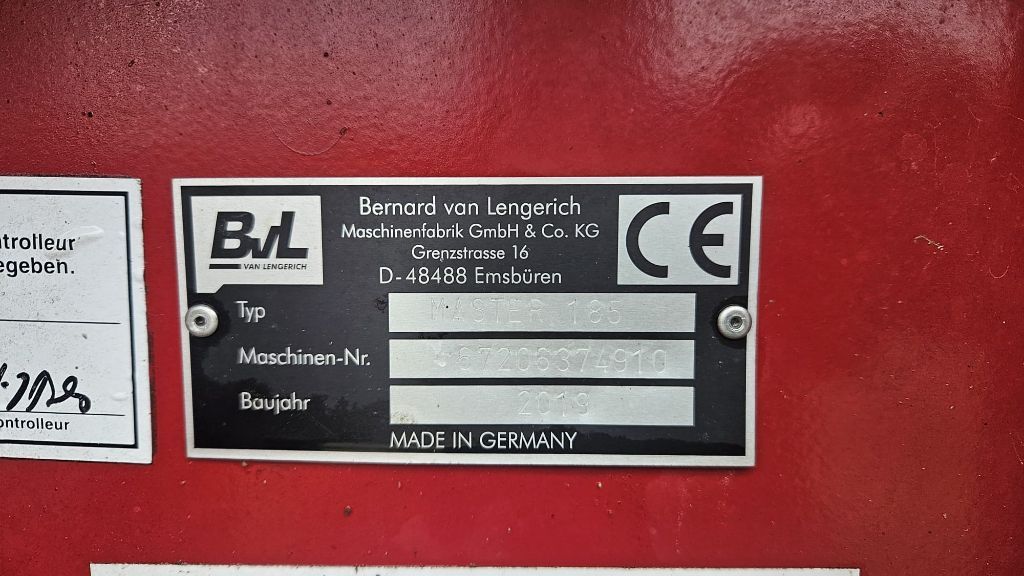 ntrolleur
egeben.
ontrolleur
BvL
VAN LENGERICH
Bernard van Lengerich
Maschinenfabrik GmbH & Co. KG
Grenzstrasse 16
D-48488 Emsbüren
CE
Typ MASTER 185
Maschinen-Nr.
Baujahr 2019
MADE IN GERMANY